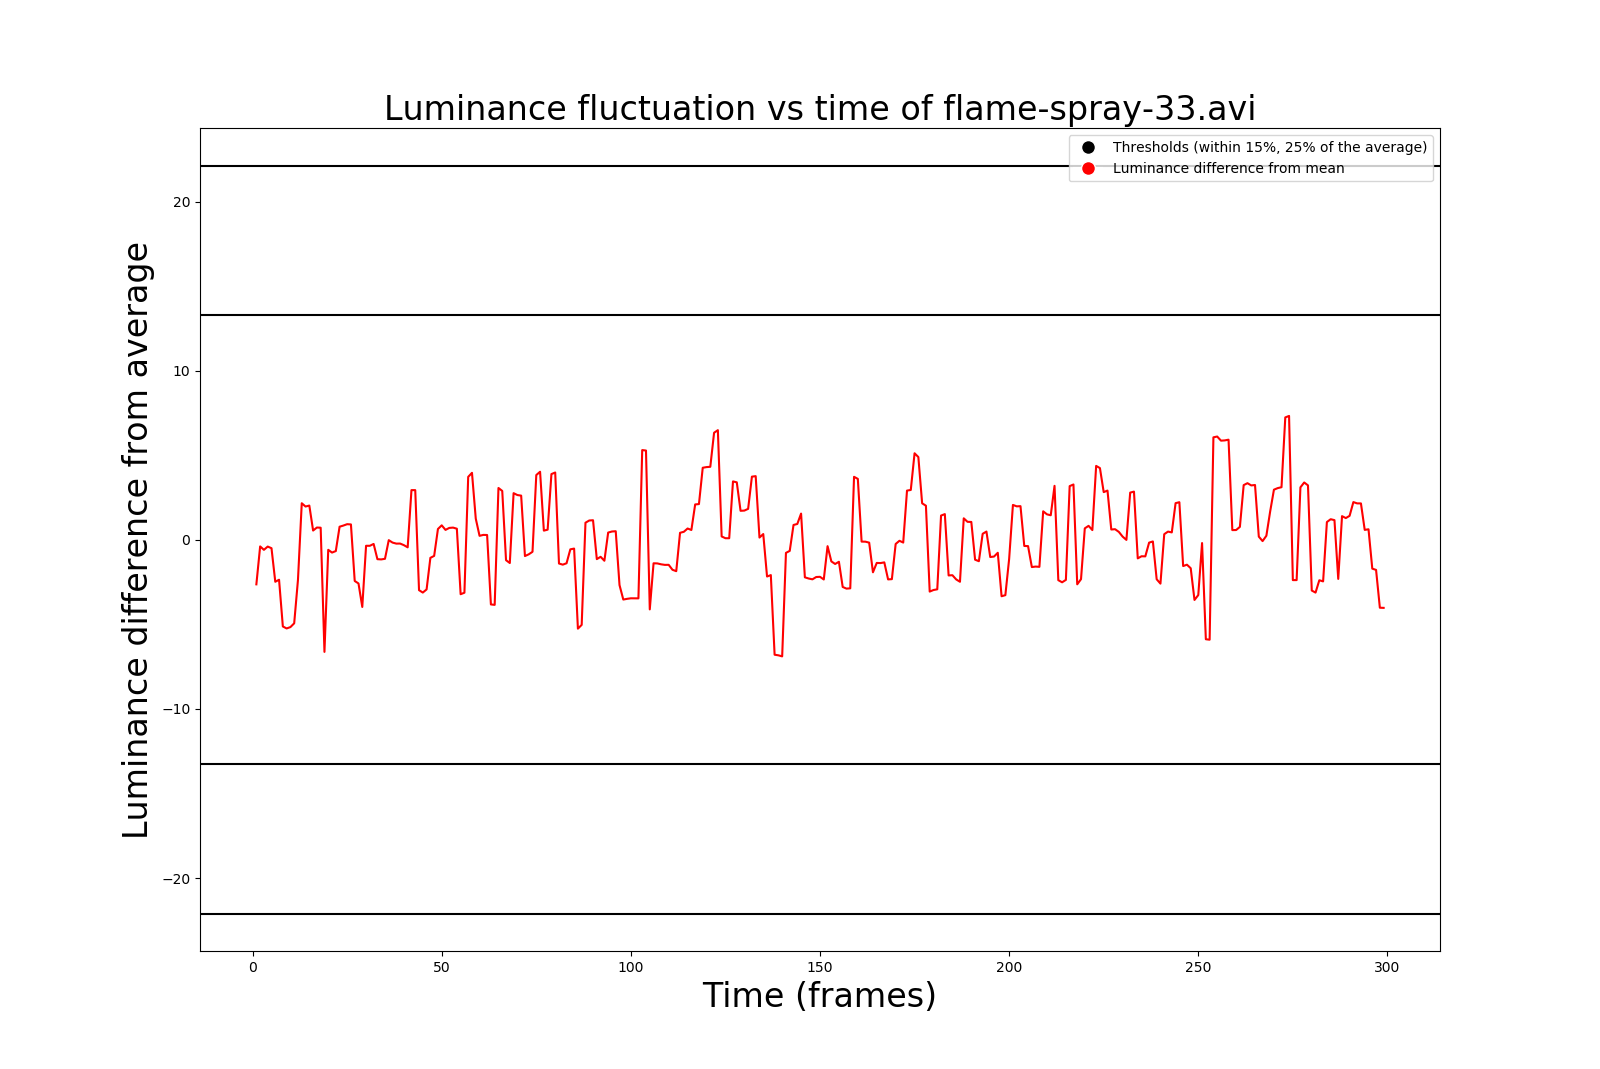 Luminance fluctuation vs time of flame-spray-33.avi
Thresholds (within 15%, 25% of the average)
Luminance difference from mean
Luminance difference from average
20
10
0
−10
−20
0 50 100 150 200 250 300
Time (frames)